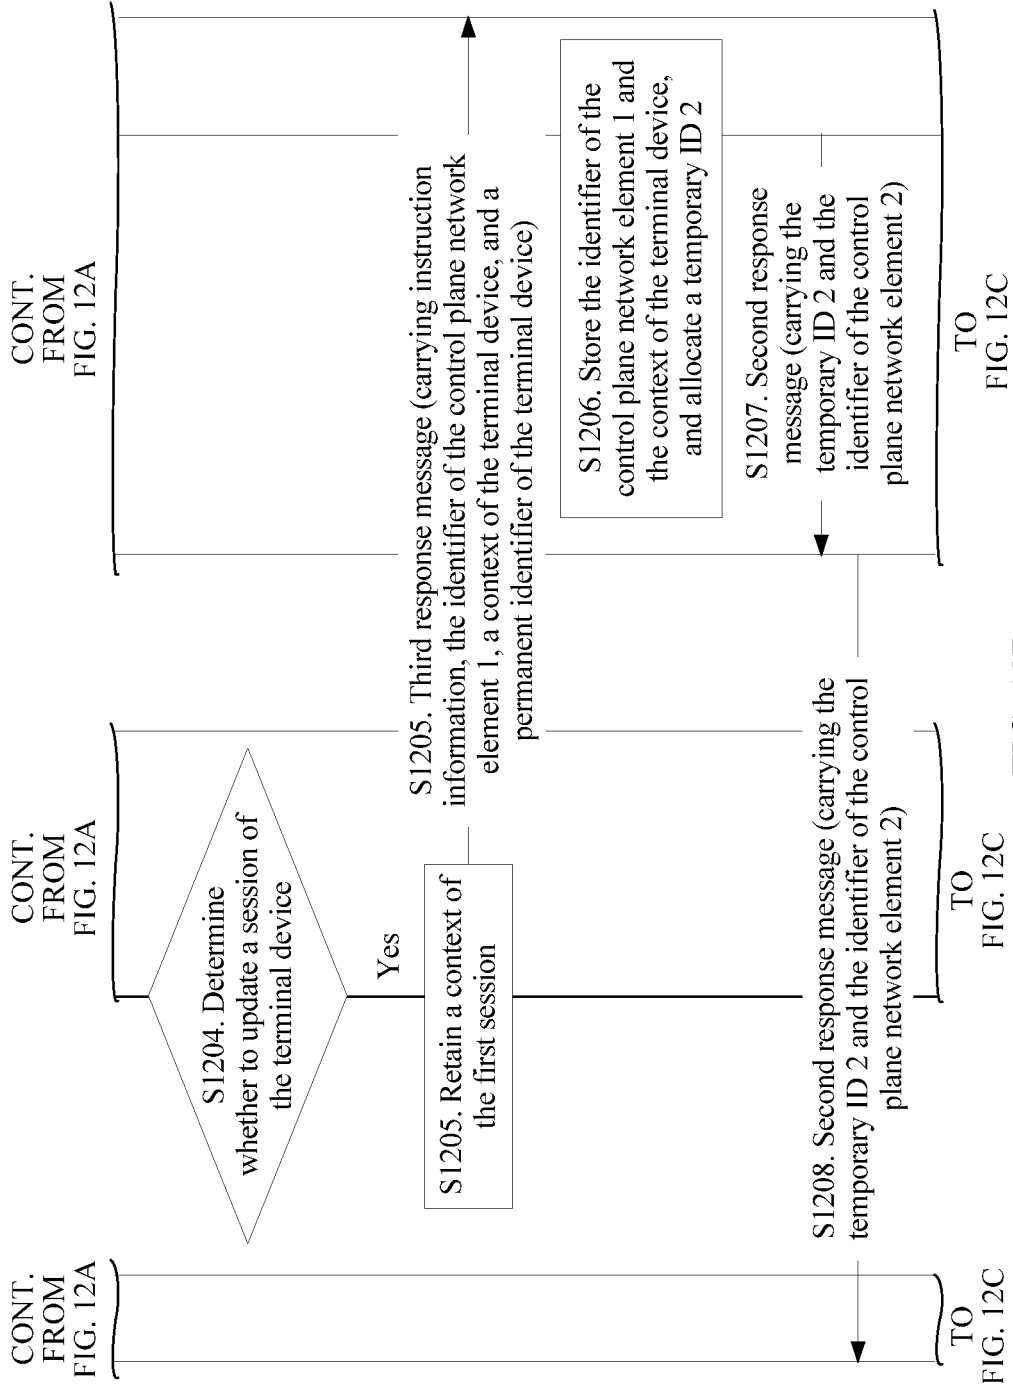 CONT.
FROM
FIG. 12A
CONT.
FROM
FIG. 12A
CONT.
FROM
FIG. 12A
S1204. Determine
whether to update a session of
the terminal device
Yes
S1205. Retain a context of
the first session
S1205. Third response message (carrying instruction
information, the identifier of the control plane network
element 1, a context of the terminal device, and a
permanent identifier of the terminal device)
S1206. Store the identifier of the
control plane network element 1 and
the context of the terminal device,
and allocate a temporary ID 2
S1207. Second response
message (carrying the
temporary ID 2 and the
identifier of the control
plane network element 2)
S1208. Second response message (carrying the
temporary ID 2 and the identifier of the control
plane network element 2)
TO
FIG. 12C
TO
FIG. 12C
TO
FIG. 12C